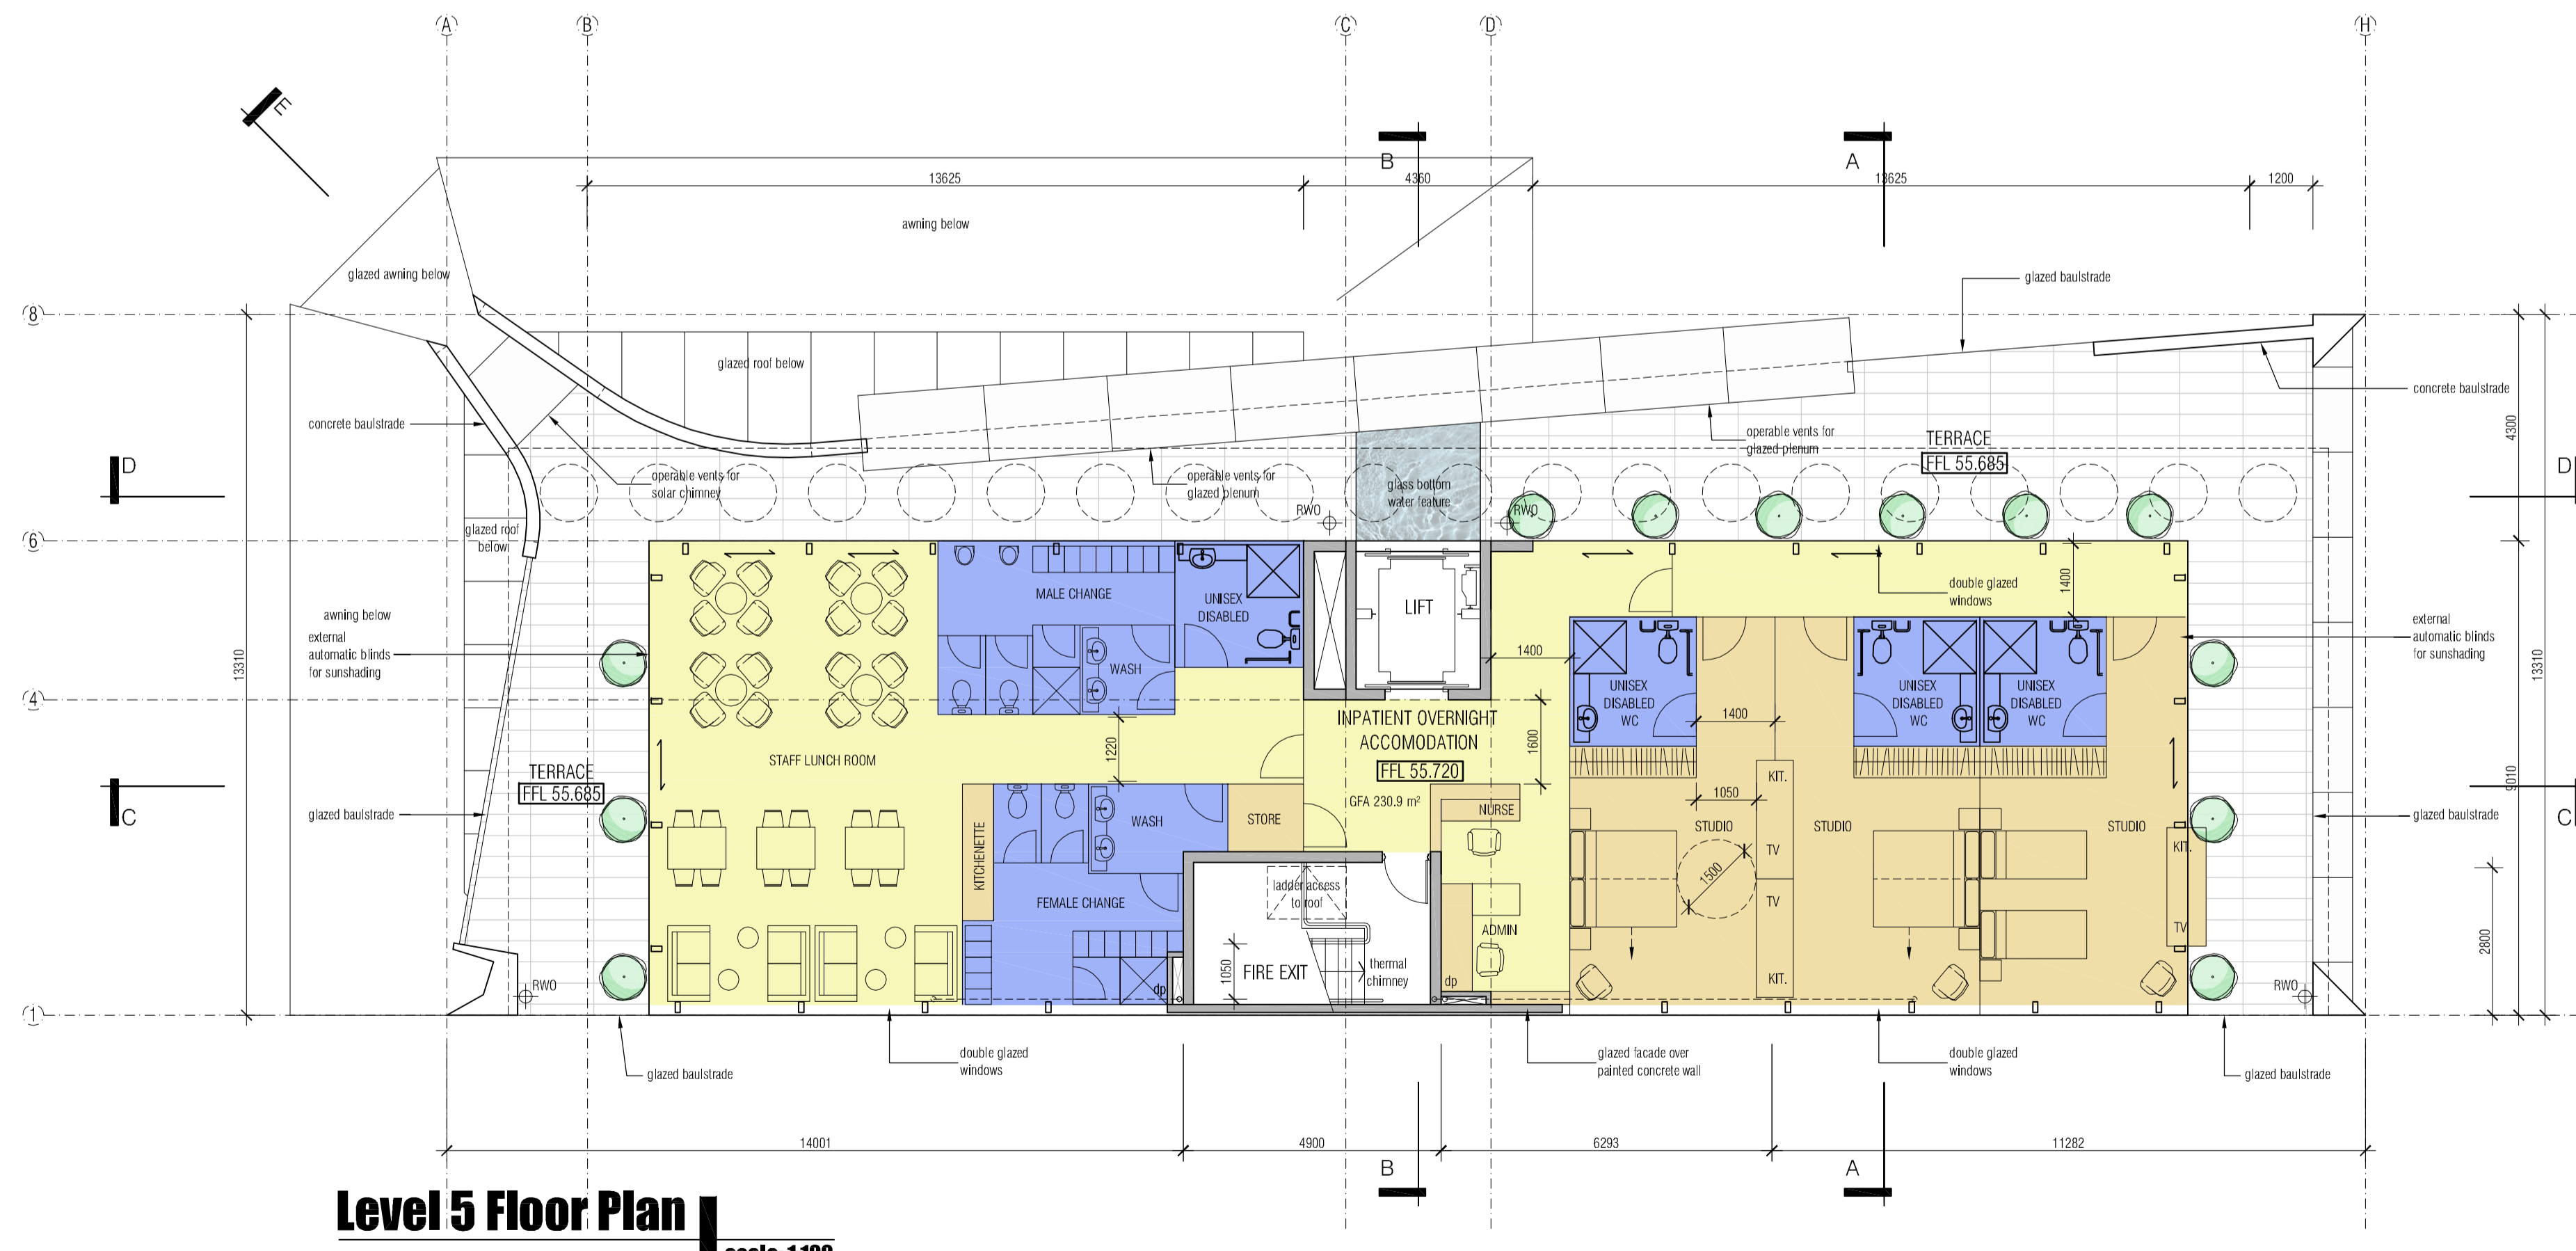 A
B
C
D
H
E
B
A
13625
4360
13625
1200
awning below
glazed awning below
glazed baulstrade
8
glazed roof below
concrete baulstrade
concrete baulstrade
4300
operable vents for
glazed plenum
TERRACE
FFL 55.685
D
D
operable vents for
solar chimney
operable vents for
glazed plenum
glass bottom
water feature
RWO
RWO
glazed roof
below
6
double glazed
windows
1400
MALE CHANGE
UNISEX
DISABLED
LIFT
awning below
external
automatic blinds
for sunshading
external
automatic blinds
for sunshading
13310
13310
WASH
1400
UNISEX
DISABLED
WC
UNISEX
DISABLED
WC
UNISEX
DISABLED
WC
4
INPATIENT OVERNIGHT
ACCOMODATION
FFL 55.720
GFA 230.9 m²
1400
1220
1600
STAFF LUNCH ROOM
TERRACE
FFL 55.685
KIT.
9010
1050
C
C
glazed baulstrade
glazed baulstrade
KITCHENETTE
WASH
STORE
NURSE
STUDIO
STUDIO
STUDIO
KIT.
TV
1500
ladder access
to roof
FEMALE CHANGE
TV
ADMIN
TV
2800
1050
FIRE EXIT
thermal
chimney
KIT.
dp
dp
RWO
RWO
1
double glazed
windows
glazed facade over
painted concrete wall
double glazed
windows
glazed baulstrade
glazed baulstrade
14001
4900
6293
11282
B
A
Level 5 Floor Plan